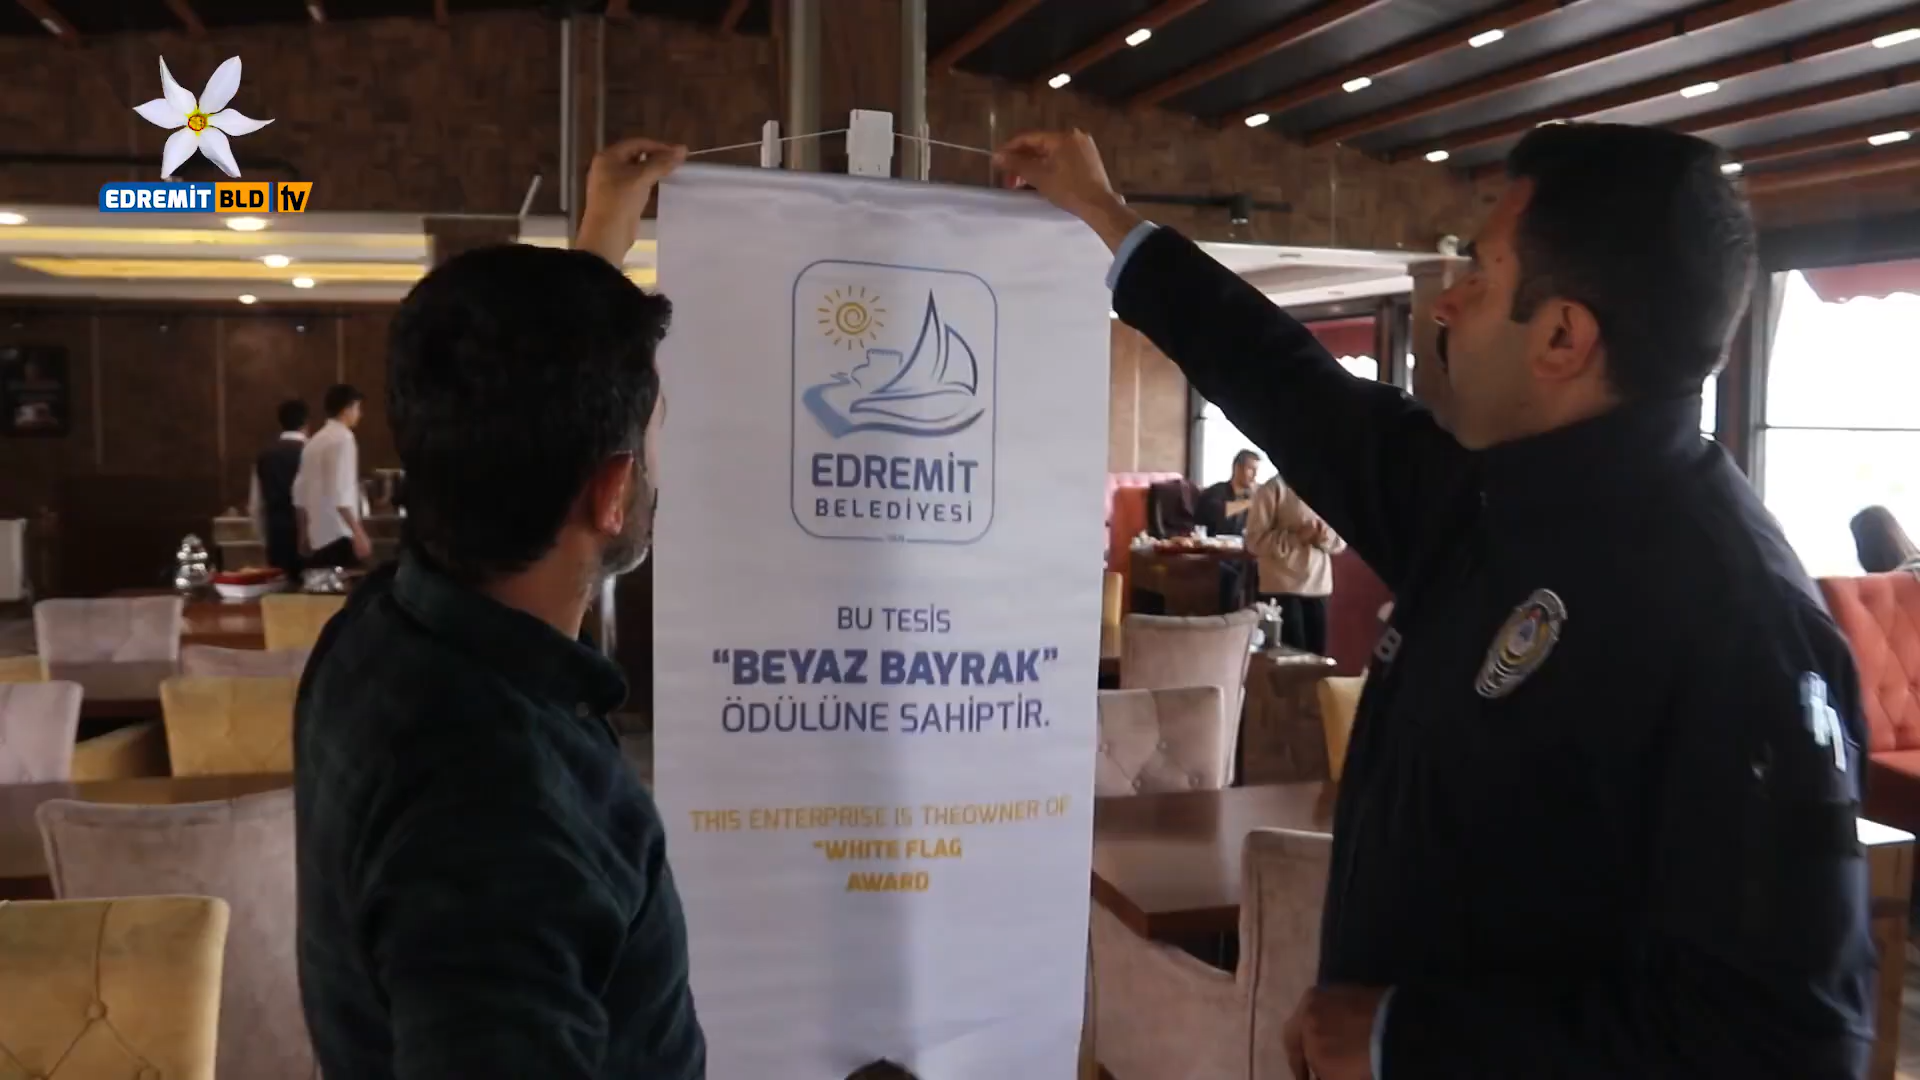 EDREMİT BLD tv
EDREMİT
BELEDİYESİ
BU TESİS
“BEYAZ BAYRAK”
ÖDÜLÜNE SAHİPTİR.
THIS ENTERPRISE IS THEOWNER OF
“WHITE FLAG
AWARD